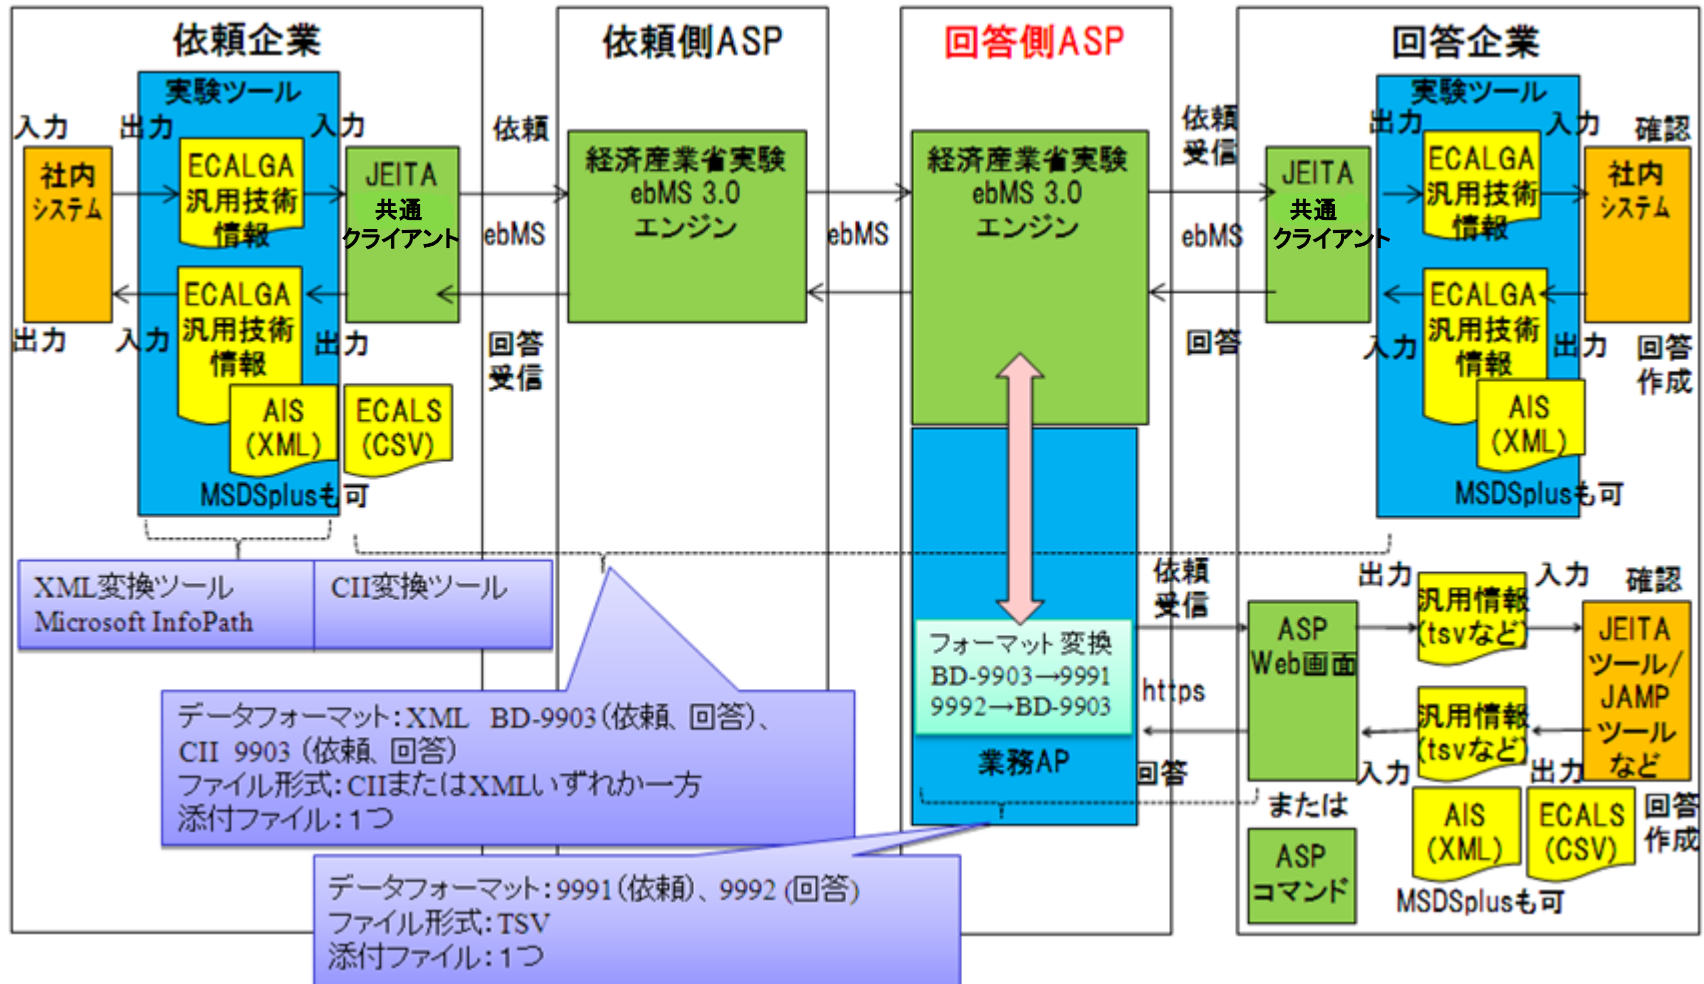 依頼企業
実験ツール
入力
出力
入力
社内
システム
ECALGA
汎用技術
情報
JEITA
共通
クライアント
ECALGA
汎用技術
情報
出力
入力
出力
AIS
(XML)
ECALS
(CSV)
MSDSplusも可
依頼
ebMS
回答
受信
依頼側ASP
経済産業省実験
ebMS 3.0
エンジン
ebMS
回答側ASP
経済産業省実験
ebMS 3.0
エンジン
依頼
受信
ebMS
回答
回答企業
実験ツール
出力
入力
確認
JEITA
共通
クライアント
ECALGA
汎用技術
情報
社内
システム
ECALGA
汎用技術
情報
入力
出力
回答
作成
AIS
(XML)
MSDSplusも可
XML変換ツール
Microsoft InfoPath
CII変換ツール
データフォーマット:XML BD-9903(依頼、回答)、
CII 9903 (依頼、回答)
ファイル形式:CIIまたはXMLいずれか一方
添付ファイル:1つ
データフォーマット:9991(依頼)、9992 (回答)
ファイル形式:TSV
添付ファイル:1つ
フォーマット変換
BD-9903→9991
9992→BD-9903
業務AP
依頼
受信
https
回答
ASP
Web画面
または
ASP
コマンド
出力
入力
確認
汎用情報
(tsvなど)
汎用情報
(tsvなど)
JEITA
ツール/
JAMP
ツール
など
入力
出力
AIS
(XML)
ECALS
(CSV)
回答
作成
MSDSplusも可